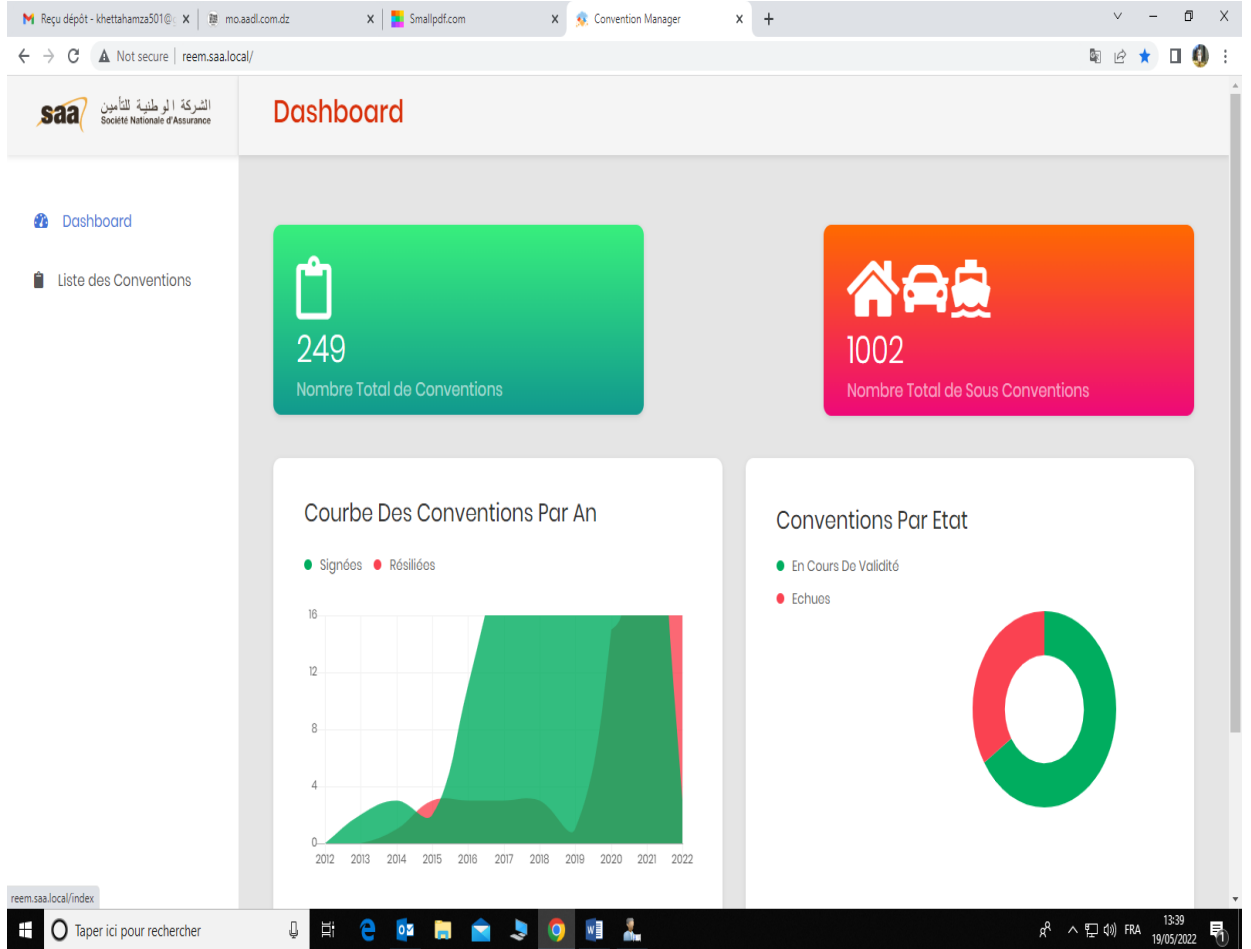 Reçu dépôt - khettahamza501@g
mo.aadl.com.dz
Smallpdf.com
Convention Manager
Not secure
reem.saa.local/
saa
الشركة الوطنية للتأمين
Société Nationale d'Assurance
Dashboard
Dashboard
Liste des Conventions
249
Nombre Total de Conventions
1002
Nombre Total de Sous Conventions
Courbe Des Conventions Par An
Signées
Résiliées
16
12
8
4
0
2012 2013 2014 2015 2016 2017 2018 2019 2020 2021 2022
Conventions Par Etat
En Cours De Validité
Echues
reem.saa.local/index
Taper ici pour rechercher
FRA
13:39
19/05/2022
1